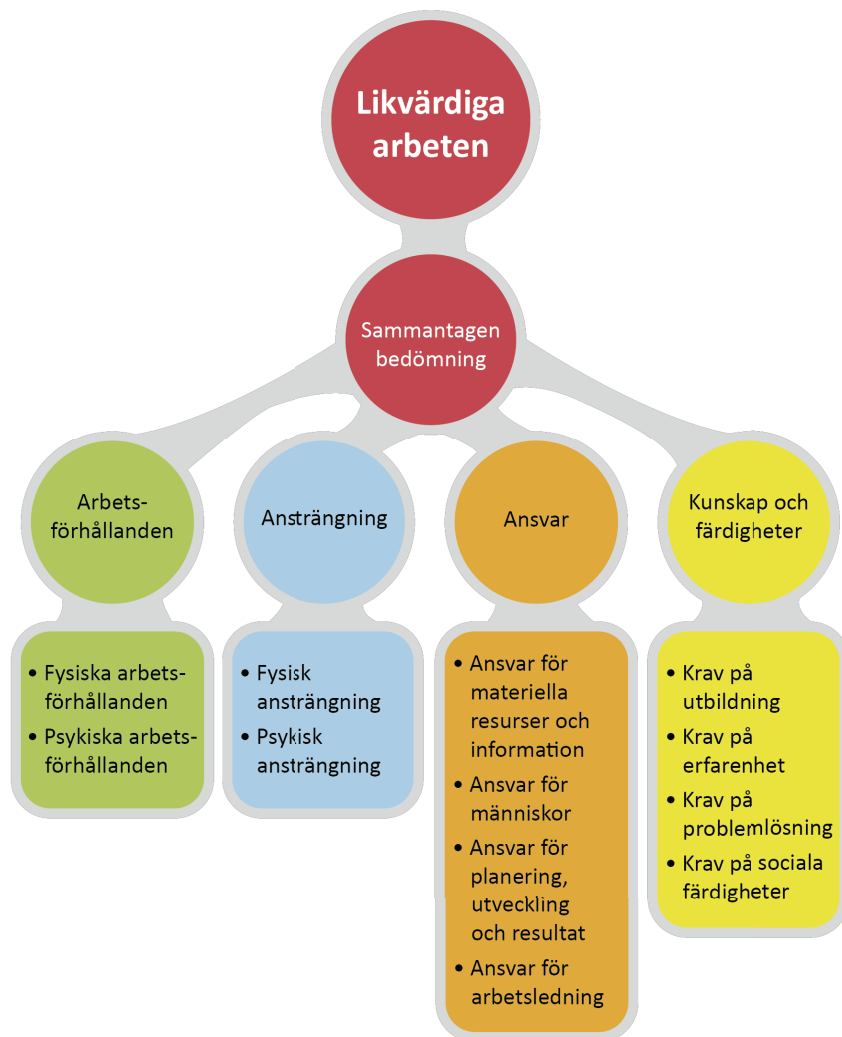 Likvärdiga
arbeten
Sammantagen
bedömning
Arbets-
förhållanden
Ansträngning
Ansvar
Kunskap och
färdigheter
• Fysiska arbets-
förhållanden
• Psykiska arbets-
förhållanden
• Fysisk
ansträngning
• Psykisk
ansträngning
• Ansvar för
materiella
resurser och
information
• Ansvar för
människor
• Ansvar för
planering,
utveckling
och resultat
• Ansvar för
arbetsledning
• Krav på
utbildning
• Krav på
erfarenhet
• Krav på
problemlösning
• Krav på sociala
färdigheter